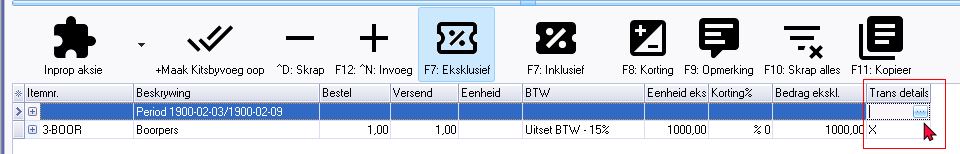 Inprop aksie +Maak Kitsbyvoeg oop ^D: Skrap F12: ^N: Invoeg F7: Eksklusief F7: Inklusief F8: Korting F9: Opmerking F10: Skrap alles F11: Kopieer
Itemnr. Beskrywing Bestel Versend Eenheid BTW Eenheid eks Korting% Bedrag ekskl. Trans details
Period 1900-02-03/1900-02-09
3-BOOR Boorpers 1,00 1,00 Uitset BTW - 15% 1000,00 % 0 1000,00 X